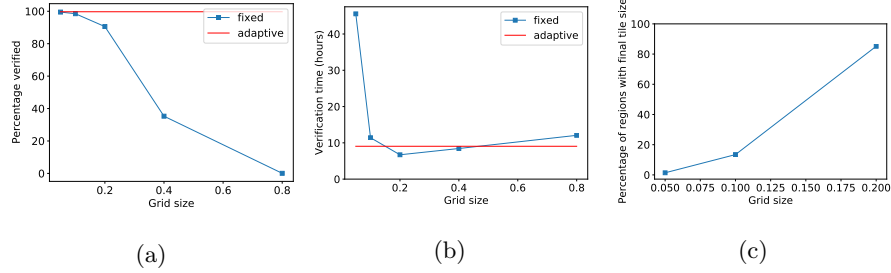 Percentage verified
100
80
60
40
20
0
0.2
0.4
0.6
0.8
Grid size
fixed
adaptive
(a)
Verification time (hours)
40
30
20
10
0
0.2
0.4
0.6
0.8
Grid size
fixed
adaptive
(b)
Percentage of regions with final tile size
100
80
60
40
20
0
0.050
0.075
0.100
0.125
0.150
0.175
0.200
Grid size
(c)